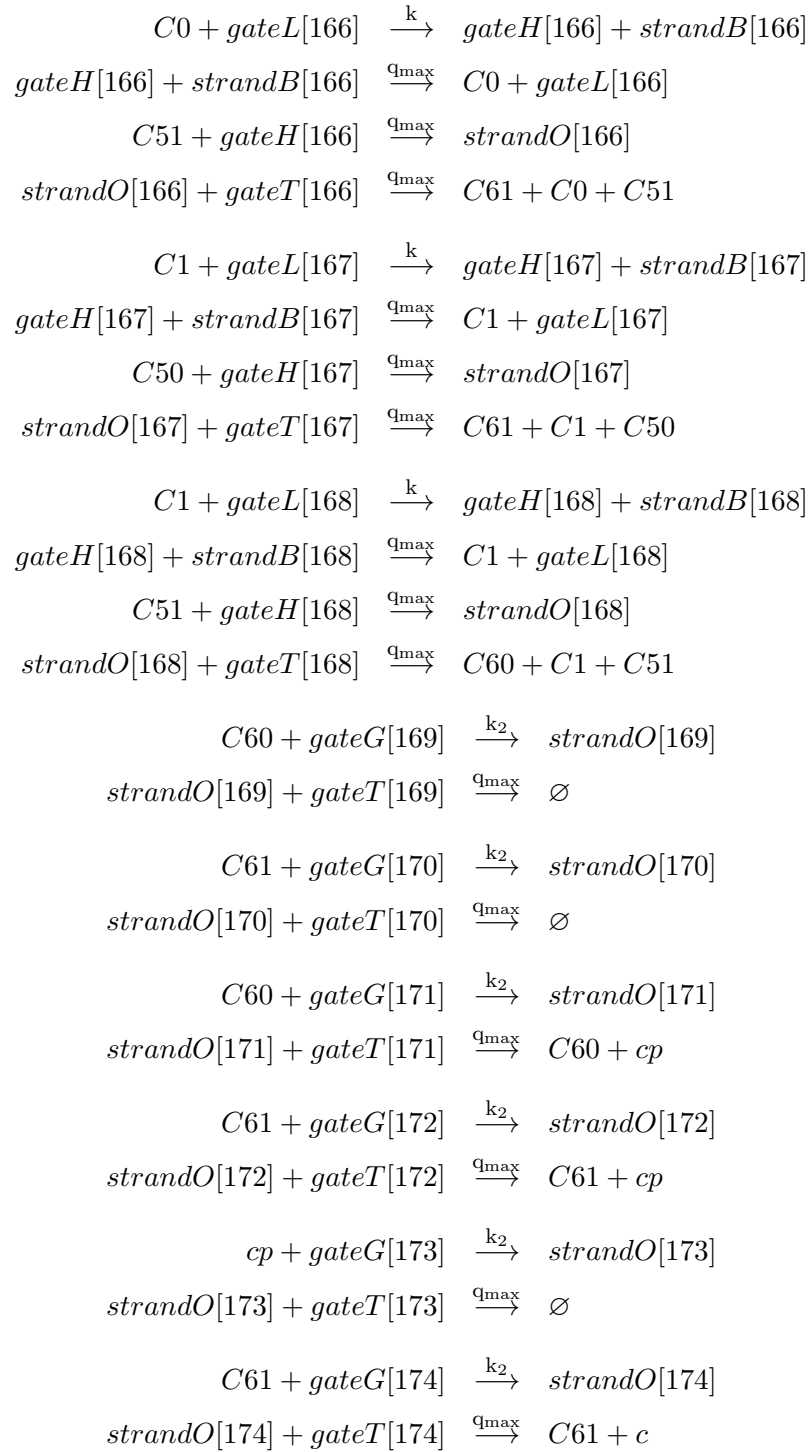 C0 + gateL[166] →k gateH[166] + strandB[166]
gateH[166] + strandB[166] →qmax C0 + gateL[166]
C51 + gateH[166] →qmax strandO[166]
strandO[166] + gateT[166] →qmax C61 + C0 + C51
C1 + gateL[167] →k gateH[167] + strandB[167]
gateH[167] + strandB[167] →qmax C1 + gateL[167]
C50 + gateH[167] →qmax strandO[167]
strandO[167] + gateT[167] →qmax C61 + C1 + C50
C1 + gateL[168] →k gateH[168] + strandB[168]
gateH[168] + strandB[168] →qmax C1 + gateL[168]
C51 + gateH[168] →qmax strandO[168]
strandO[168] + gateT[168] →qmax C60 + C1 + C51
C60 + gateG[169] →k₂ strandO[169]
strandO[169] + gateT[169] →qmax ∅
C61 + gateG[170] →k₂ strandO[170]
strandO[170] + gateT[170] →qmax ∅
C60 + gateG[171] →k₂ strandO[171]
strandO[171] + gateT[171] →qmax C60 + cp
C61 + gateG[172] →k₂ strandO[172]
strandO[172] + gateT[172] →qmax C61 + cp
cp + gateG[173] →k₂ strandO[173]
strandO[173] + gateT[173] →qmax ∅
C61 + gateG[174] →k₂ strandO[174]
strandO[174] + gateT[174] →qmax C61 + c